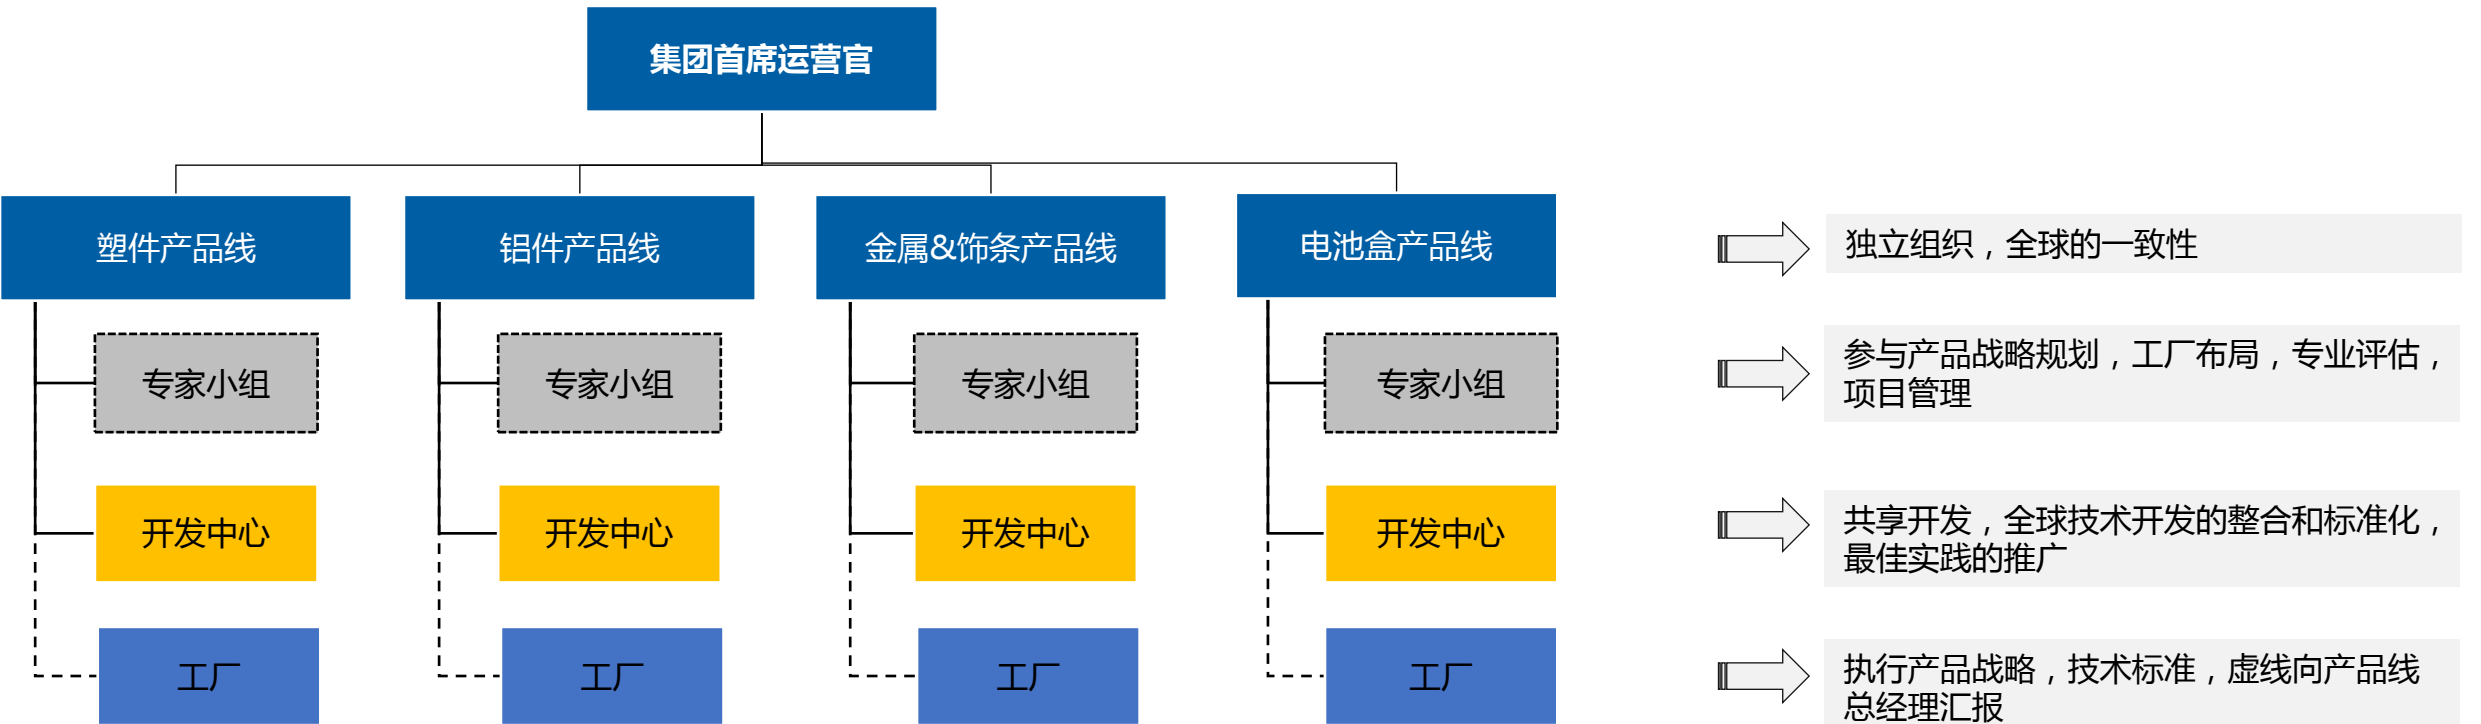 集团首席运营官
塑件产品线
铝件产品线
金属&饰条产品线
电池盒产品线
独立组织，全球的一致性
专家小组
专家小组
专家小组
专家小组
参与产品战略规划，工厂布局，专业评估，
项目管理
开发中心
开发中心
开发中心
开发中心
共享开发，全球技术开发的整合和标准化，
最佳实践的推广
工厂
工厂
工厂
工厂
执行产品战略，技术标准，虚线向产品线
总经理汇报